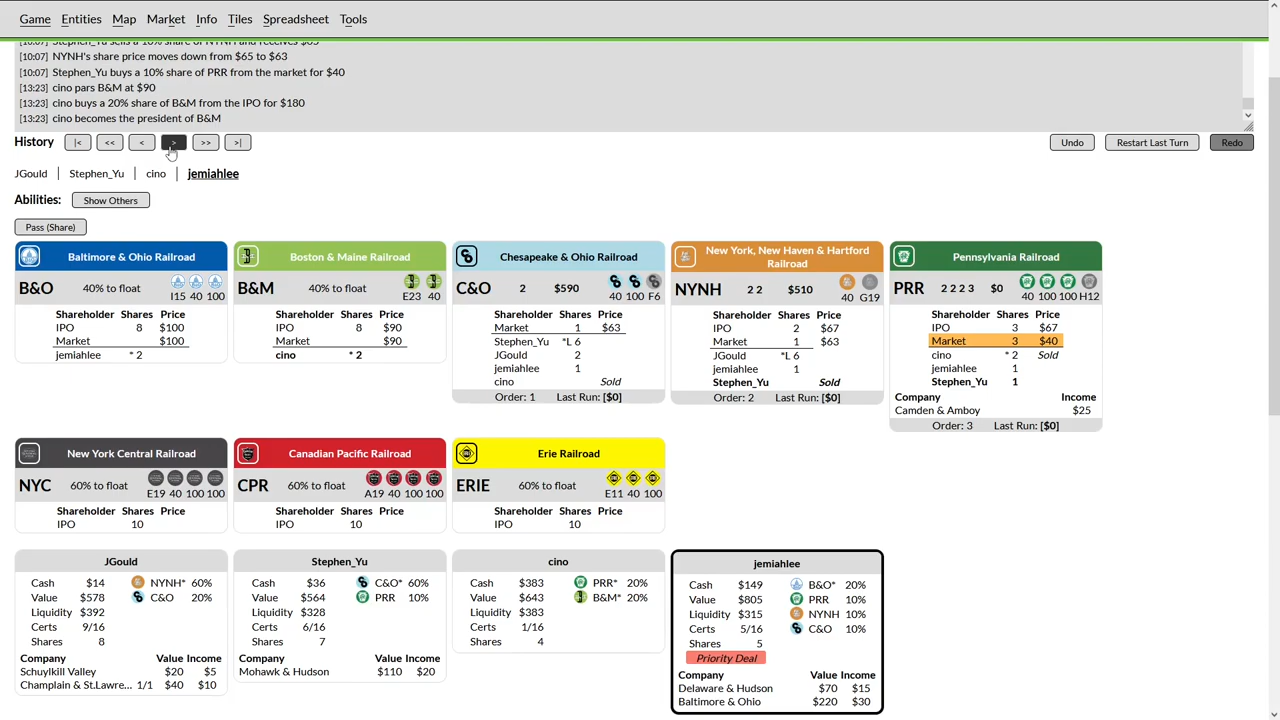 Game Entities Map Market Info Tiles Spreadsheet Tools
[10:07] Stephen_Yu sells a 10% share of NYNH and receives $65
[10:07] NYNH's share price moves down from $65 to $63
[10:07] Stephen_Yu buys a 10% share of PRR from the market for $40
[13:23] cino pars B&M at $90
[13:23] cino buys a 20% share of B&M from the IPO for $180
[13:23] cino becomes the president of B&M
History |< << < > >> >| Undo Restart Last Turn Redo
JGould Stephen_Yu cino jemiahlee
Abilities: Show Others
Pass (Share)
Baltimore & Ohio Railroad
B&O 40% to float I15 40 100
Shareholder Shares Price
IPO 8 $100
Market $100
jemiahlee * 2
Boston & Maine Railroad
B&M 40% to float E23 40
Shareholder Shares Price
IPO 8 $90
Market $90
cino * 2
Chesapeake & Ohio Railroad
C&O 2 $590 40 100 F6
Shareholder Shares Price
Market 1 $63
Stephen_Yu *L 6
JGould 2
jemiahlee 1
cino Sold
Order: 1 Last Run: [$0]
New York, New Haven & Hartford
Railroad
NYNH 2 2 $510 40 G19
Shareholder Shares Price
IPO 2 $67
Market 1 $63
JGould *L 6
jemiahlee 1
Stephen_Yu Sold
Order: 2 Last Run: [$0]
Pennsylvania Railroad
PRR 2 2 2 3 $0 40 100 100 H12
Shareholder Shares Price
IPO 3 $67
Market 3 $40
cino * 2 Sold
jemiahlee 1
Stephen_Yu 1
Company Income
Camden & Amboy $25
Order: 3 Last Run: [$0]
New York Central Railroad
NYC 60% to float E19 40 100 100
Shareholder Shares Price
IPO 10
Canadian Pacific Railroad
CPR 60% to float A19 40 100 100
Shareholder Shares Price
IPO 10
Erie Railroad
ERIE 60% to float E11 40 100
Shareholder Shares Price
IPO 10
JGould
Cash $14 NYNH* 60%
Value $578 C&O 20%
Liquidity $392
Certs 9/16
Shares 8
Company Value Income
Schuylkill Valley $20 $5
Champlain & St.Lawre... 1/1 $40 $10
Stephen_Yu
Cash $36 C&O* 60%
Value $564 PRR 10%
Liquidity $328
Certs 6/16
Shares 7
Company Value Income
Mohawk & Hudson $110 $20
cino
Cash $383 PRR* 20%
Value $643 B&M* 20%
Liquidity $383
Certs 1/16
Shares 4
jemiahlee
Cash $149 B&O* 20%
Value $805 PRR 10%
Liquidity $315 NYNH 10%
Certs 5/16 C&O 10%
Shares 5
Priority Deal
Company Value Income
Delaware & Hudson $70 $15
Baltimore & Ohio $220 $30